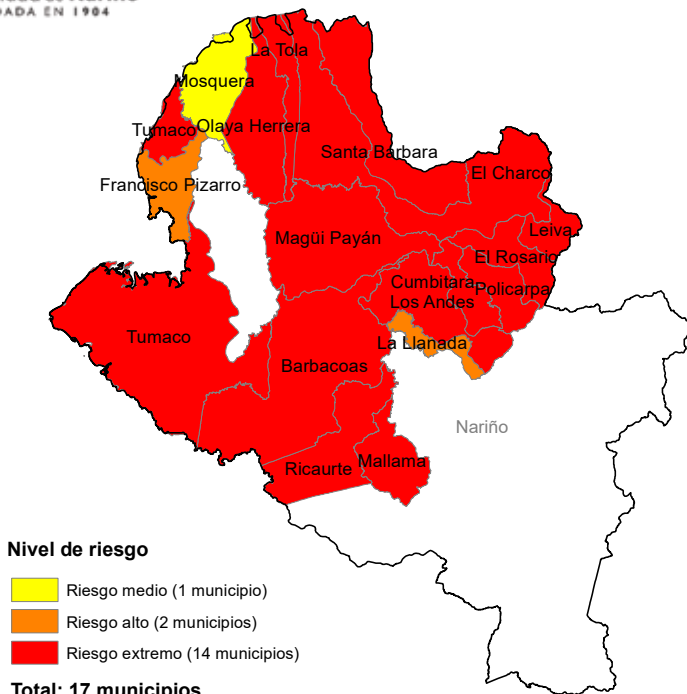 DADA EN 1904
La Tola
Mosquera
Tumaco
Olaya Herrera
Santa Bárbara
El Charco
Francisco Pizarro
Magüi Payán
Leiva
El Rosario
Cumbitara
Policarpa
Los Andes
Tumaco
La Llanada
Barbacoas
Nariño
Ricaurte
Mallama
Nivel de riesgo
Riesgo medio (1 municipio)
Riesgo alto (2 municipios)
Riesgo extremo (14 municipios)
Total: 17 municipios